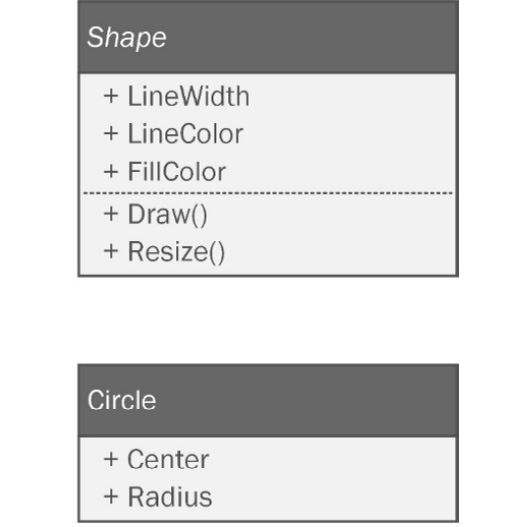 Shape
+ LineWidth
+ LineColor
+ FillColor
+ Draw()
+ Resize()
Circle
+ Center
+ Radius